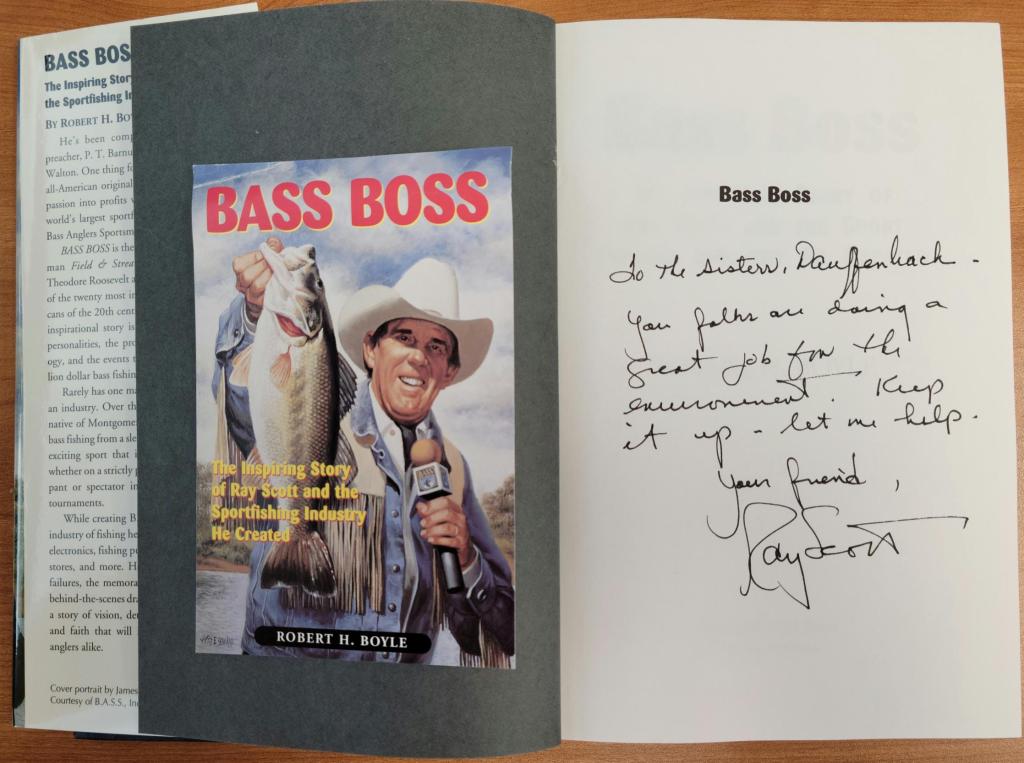 BASS BOS
The Inspiring Stor
the Sportfishing In
BY ROBERT H. BO
He's been comp
preacher, P. T. Barnu
Walton. One thing fo
all-American original
passion into profits
world's largest sportf
Bass Anglers Sportsm
BASS BOSS is the
man Field & Strea
Theodore Roosevelt a
of the twenty most in
cans of the 20th cent
inspirational story is
personalities, the pro
ogy, and the events t
lion dollar bass fishin
Rarely has one ma
an industry. Over th
native of Montgome
bass fishing from a sle
exciting sport that i
whether on a strictly p
pant or spectator in
tournaments.
While creating B.
industry of fishing he
electronics, fishing pu
stores, and more. H
failures, the memora
behind-the-scenes dra
a story of vision, det
and faith that will
anglers alike.
Cover portrait by James
Courtesy of B.A.S.S., In
BASS BOSS
The Inspiring Story
of Ray Scott and the
Sportfishing Industry
He Created
BASS
ROBERT H. BOYLE
Bass Boss
To the sisters, Dauffenbach -
You folks are doing a
great job for the
environment. Keep
it up - let me help.
Your friend,
Ray Scott